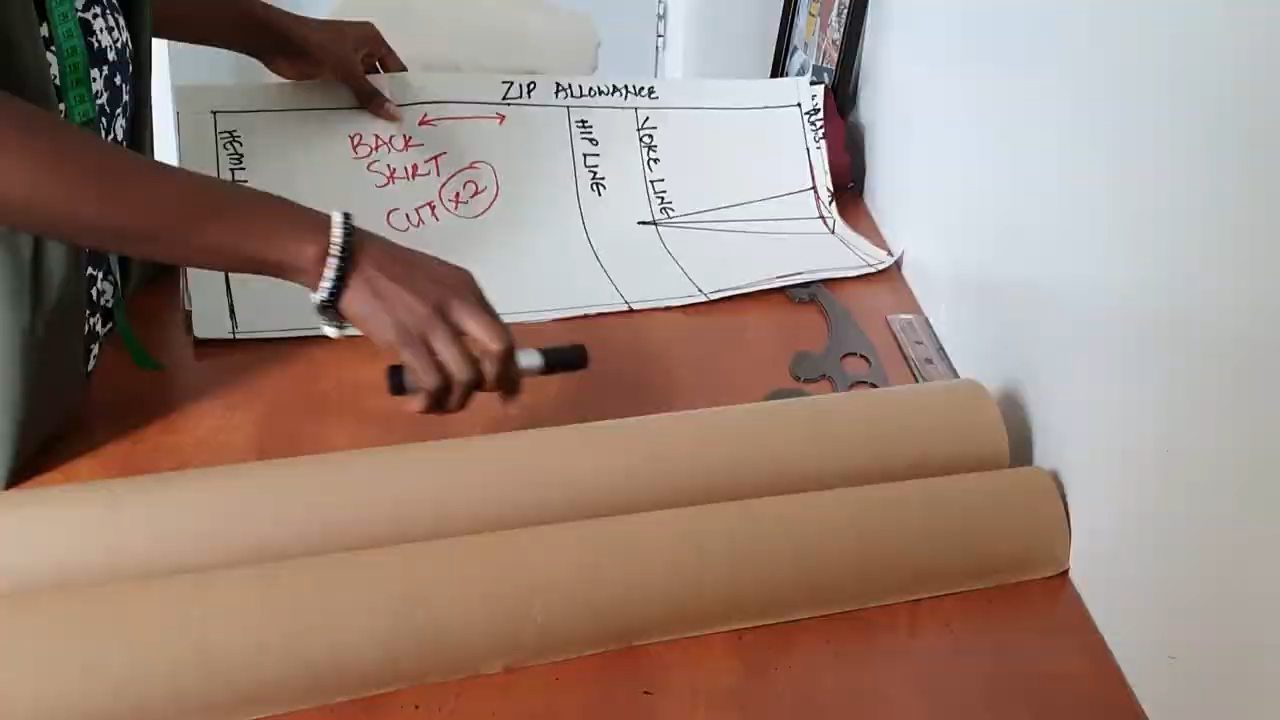 ZIP ALLOWANCE
BACK
SKIRT
CUT x2
HIP LINE
YOKE LINE